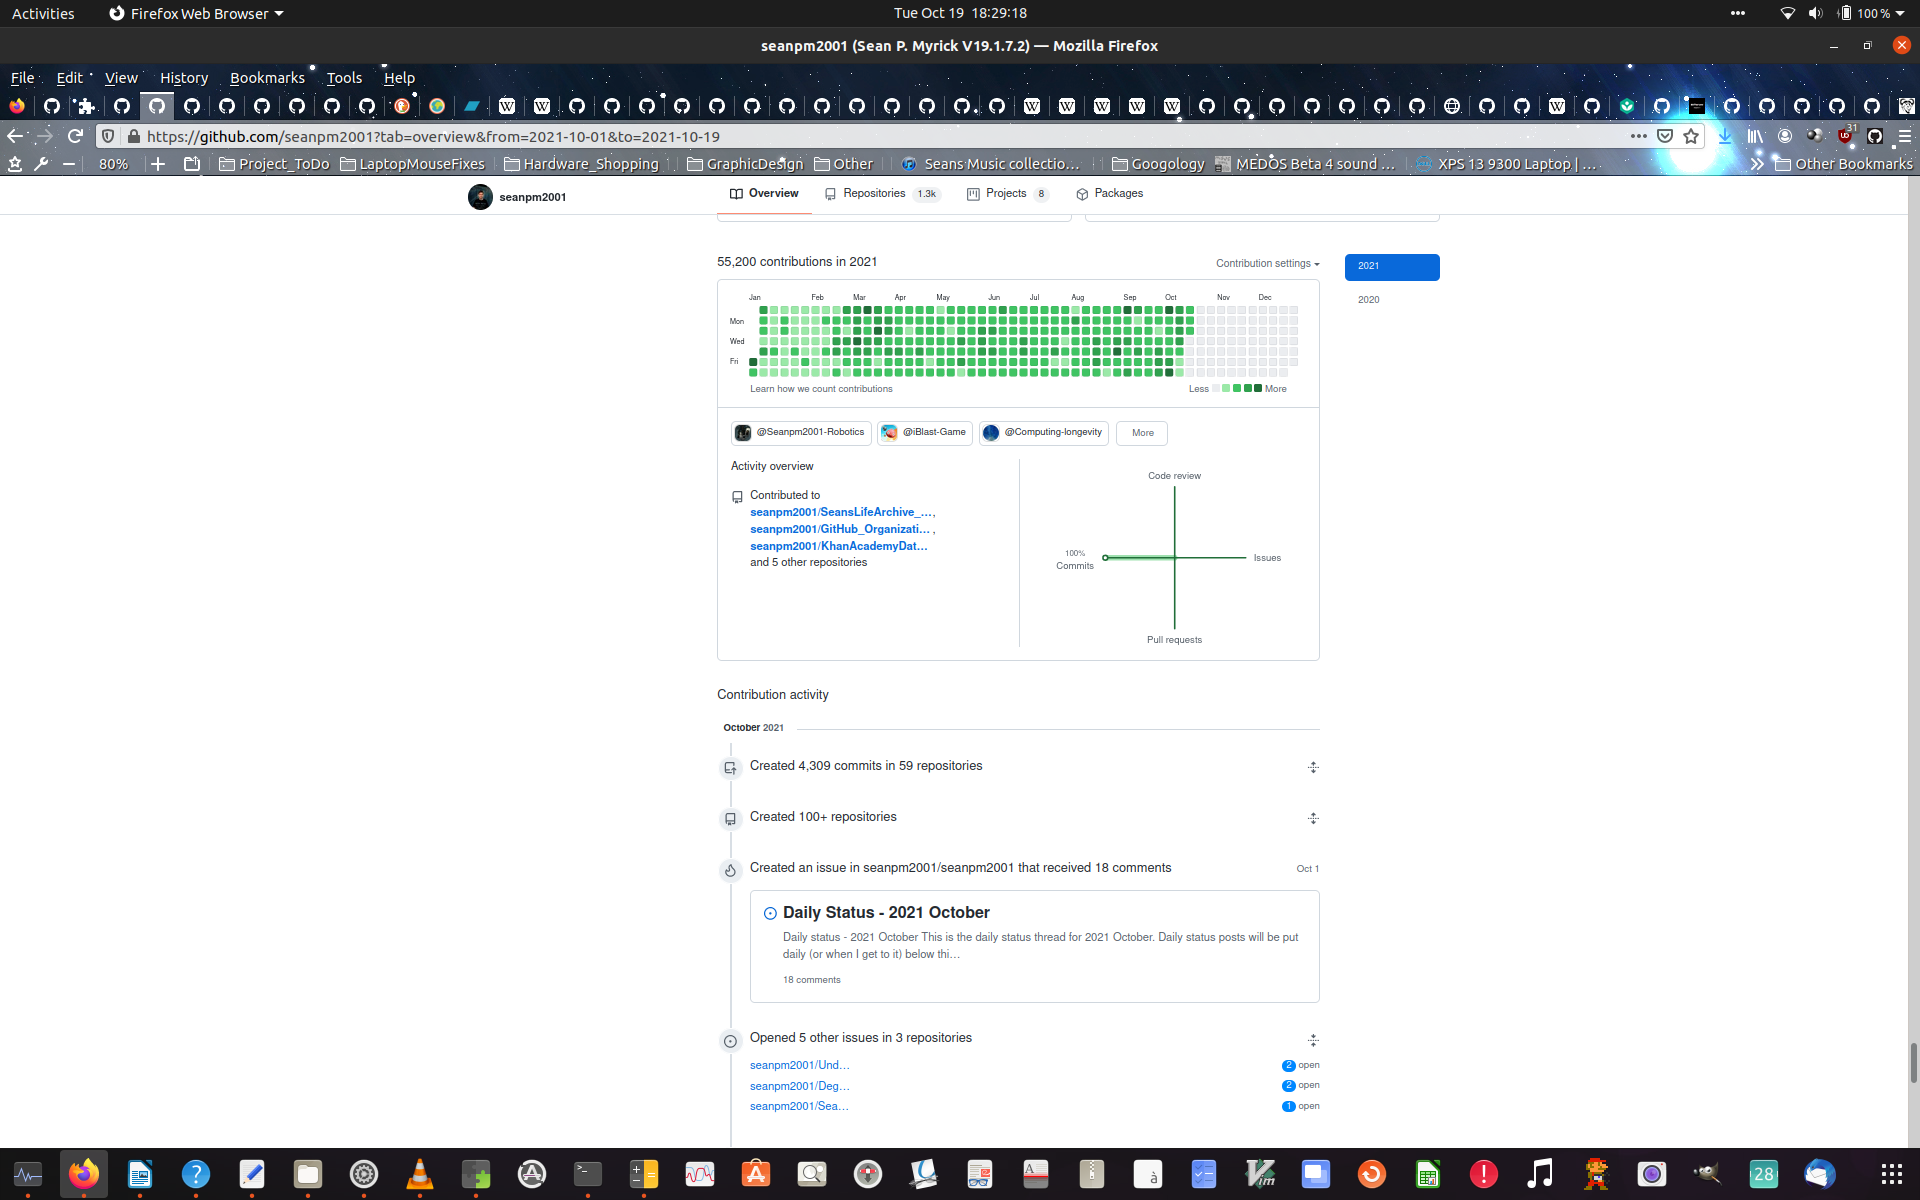 Activities
Firefox Web Browser
Tue Oct 19 18:29:18
100 %
seanpm2001 (Sean P. Myrick V19.1.7.2) — Mozilla Firefox
File Edit View History Bookmarks Tools Help
https://github.com/seanpm2001?tab=overview&from=2021-10-01&to=2021-10-19
31
80%
Project_ToDo
LaptopMouseFixes
Hardware_Shopping
GraphicDesign
Other
Seans Music collectio…
Googology
MEDOS Beta 4 sound …
XPS 13 9300 Laptop | …
Other Bookmarks
seanpm2001
Overview
Repositories 1.3k
Projects 8
Packages
55,200 contributions in 2021
Contribution settings
2021
2020
Jan Feb Mar Apr May Jun Jul Aug Sep Oct Nov Dec
Mon
Wed
Fri
Learn how we count contributions
Less
More
@Seanpm2001-Robotics
@iBlast-Game
@Computing-longevity
More
Activity overview
Contributed to
seanpm2001/SeansLifeArchive_…,
seanpm2001/GitHub_Organizati… ,
seanpm2001/KhanAcademyDat…
and 5 other repositories
Code review
100%
Commits
Issues
Pull requests
Contribution activity
October 2021
Created 4,309 commits in 59 repositories
Created 100+ repositories
Created an issue in seanpm2001/seanpm2001 that received 18 comments
Oct 1
Daily Status - 2021 October
Daily status - 2021 October This is the daily status thread for 2021 October. Daily status posts will be put
daily (or when I get to it) below thi…
18 comments
Opened 5 other issues in 3 repositories
seanpm2001/Und…
2 open
seanpm2001/Deg…
2 open
seanpm2001/Sea…
1 open
28